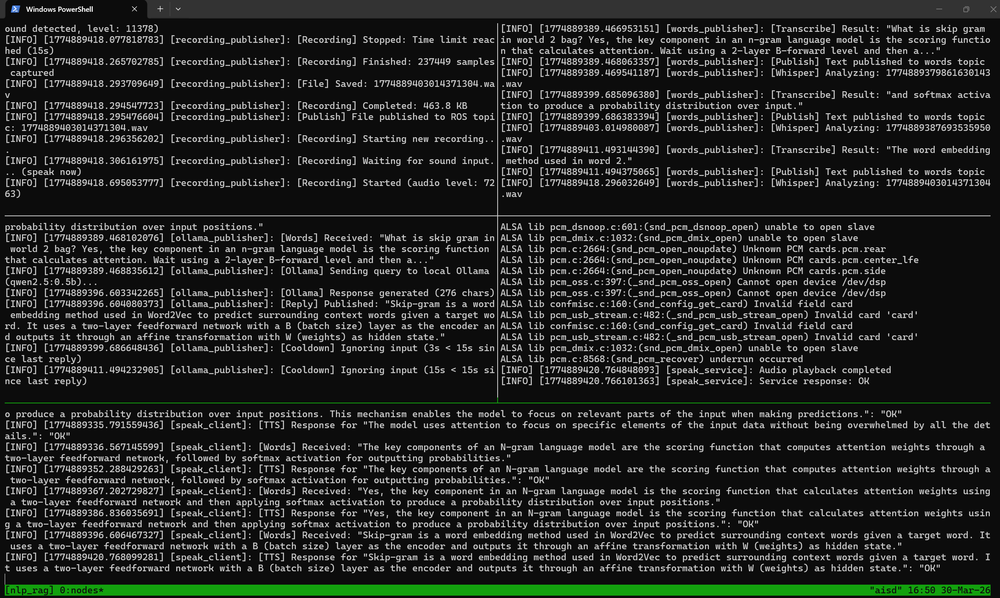 Windows PowerShell
ound detected, level: 11378)
[INFO] [1774889418.077818783] [recording_publisher]: [Recording] Stopped: Time limit reac
hed (15s)
[INFO] [1774889418.265702785] [recording_publisher]: [Recording] Finished: 237449 samples
 captured
[INFO] [1774889418.293709649] [recording_publisher]: [File] Saved: 1774889403014371304.wa
v
[INFO] [1774889418.294547723] [recording_publisher]: [Recording] Completed: 463.8 KB
[INFO] [1774889418.295476604] [recording_publisher]: [Publish] File published to ROS topi
c: 1774889403014371304.wav
[INFO] [1774889418.296356202] [recording_publisher]: [Recording] Starting new recording..
.
[INFO] [1774889418.306161975] [recording_publisher]: [Recording] Waiting for sound input.
.. (speak now)
[INFO] [1774889418.695053777] [recording_publisher]: [Recording] Started (audio level: 72
63)
[INFO] [1774889389.466953151] [words_publisher]: [Transcribe] Result: "What is skip gram
in world 2 bag? Yes, the key component in an n-gram language model is the scoring functio
n that calculates attention. Wait using a 2-layer B-forward level and then a..."
[INFO] [1774889389.468063357] [words_publisher]: [Publish] Text published to words topic
[INFO] [1774889389.469541187] [words_publisher]: [Whisper] Analyzing: 1774889379861630143
.wav
[INFO] [1774889399.685096380] [words_publisher]: [Transcribe] Result: "and softmax activa
tion to produce a probability distribution over input."
[INFO] [1774889399.686383394] [words_publisher]: [Publish] Text published to words topic
[INFO] [1774889403.014980087] [words_publisher]: [Whisper] Analyzing: 1774889387693535950
.wav
[INFO] [1774889411.493144390] [words_publisher]: [Transcribe] Result: "The word embedding
 method used in word 2."
[INFO] [1774889411.494375065] [words_publisher]: [Publish] Text published to words topic
[INFO] [1774889418.296032649] [words_publisher]: [Whisper] Analyzing: 1774889403014371304
.wav
probability distribution over input positions."
[INFO] [1774889389.468102076] [ollama_publisher]: [Words] Received: "What is skip gram in
 world 2 bag? Yes, the key component in an n-gram language model is the scoring function
that calculates attention. Wait using a 2-layer B-forward level and then a..."
[INFO] [1774889389.468835612] [ollama_publisher]: [Ollama] Sending query to local Ollama
(qwen2.5:0.5b)...
[INFO] [1774889396.603342265] [ollama_publisher]: [Ollama] Response generated (276 chars)
[INFO] [1774889396.604080373] [ollama_publisher]: [Reply] Published: "Skip-gram is a word
 embedding method used in Word2Vec to predict surrounding context words given a target wo
rd. It uses a two-layer feedforward network with a B (batch size) layer as the encoder an
d outputs it through an affine transformation with W (weights) as hidden state."
[INFO] [1774889399.686648436] [ollama_publisher]: [Cooldown] Ignoring input (3s < 15s sin
ce last reply)
[INFO] [1774889411.494232905] [ollama_publisher]: [Cooldown] Ignoring input (15s < 15s si
nce last reply)
ALSA lib pcm_dsnoop.c:601:(snd_pcm_dsnoop_open) unable to open slave
ALSA lib pcm_dmix.c:1032:(snd_pcm_dmix_open) unable to open slave
ALSA lib pcm.c:2664:(snd_pcm_open_noupdate) Unknown PCM cards.pcm.rear
ALSA lib pcm.c:2664:(snd_pcm_open_noupdate) Unknown PCM cards.pcm.center_lfe
ALSA lib pcm.c:2664:(snd_pcm_open_noupdate) Unknown PCM cards.pcm.side
ALSA lib pcm_oss.c:397:(_snd_pcm_oss_open) Cannot open device /dev/dsp
ALSA lib pcm_oss.c:397:(_snd_pcm_oss_open) Cannot open device /dev/dsp
ALSA lib confmisc.c:160:(snd_config_get_card) Invalid field card
ALSA lib pcm_usb_stream.c:482:(_snd_pcm_usb_stream_open) Invalid card 'card'
ALSA lib confmisc.c:160:(snd_config_get_card) Invalid field card
ALSA lib pcm_usb_stream.c:482:(_snd_pcm_usb_stream_open) Invalid card 'card'
ALSA lib pcm_dmix.c:1032:(snd_pcm_dmix_open) unable to open slave
ALSA lib pcm.c:8568:(snd_pcm_recover) underrun occurred
[INFO] [1774889420.764848093] [speak_service]: Audio playback completed
[INFO] [1774889420.766101363] [speak_service]: Service response: OK
o produce a probability distribution over input positions. This mechanism enables the model to focus on relevant parts of the input when making predictions.": "OK"
[INFO] [1774889335.791559436] [speak_client]: [TTS] Response for "The model uses attention to focus on specific elements of the input data without being overwhelmed by all the det
ails.": "OK"
[INFO] [1774889336.567145599] [speak_client]: [Words] Received: "The key components of an N-gram language model are the scoring function that computes attention weights through a
two-layer feedforward network, followed by softmax activation for outputting probabilities."
[INFO] [1774889352.288429263] [speak_client]: [TTS] Response for "The key components of an N-gram language model are the scoring function that computes attention weights through a
 two-layer feedforward network, followed by softmax activation for outputting probabilities.": "OK"
[INFO] [1774889367.202729827] [speak_client]: [Words] Received: "Yes, the key component in an N-gram language model is the scoring function that calculates attention weights using
 a two-layer feedforward network and then applying softmax activation to produce a probability distribution over input positions."
[INFO] [1774889386.836035691] [speak_client]: [TTS] Response for "Yes, the key component in an N-gram language model is the scoring function that calculates attention weights usin
g a two-layer feedforward network and then applying softmax activation to produce a probability distribution over input positions.": "OK"
[INFO] [1774889396.606467327] [speak_client]: [Words] Received: "Skip-gram is a word embedding method used in Word2Vec to predict surrounding context words given a target word. It
 uses a two-layer feedforward network with a B (batch size) layer as the encoder and outputs it through an affine transformation with W (weights) as hidden state."
[INFO] [1774889420.768099281] [speak_client]: [TTS] Response for "Skip-gram is a word embedding method used in Word2Vec to predict surrounding context words given a target word. I
t uses a two-layer feedforward network with a B (batch size) layer as the encoder and outputs it through an affine transformation with W (weights) as hidden state.": "OK"
[nlp_rag] 0:nodes* "aisd" 16:50 30-Mar-26